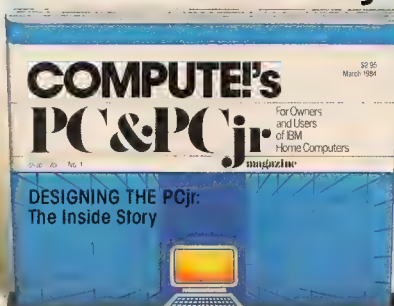 COMPUTE!'s
$2.95
March 1984
PC&PCjr
For Owners
and Users
of IBM
Home Computers
magazine
DESIGNING THE PCjr:
The Inside Story